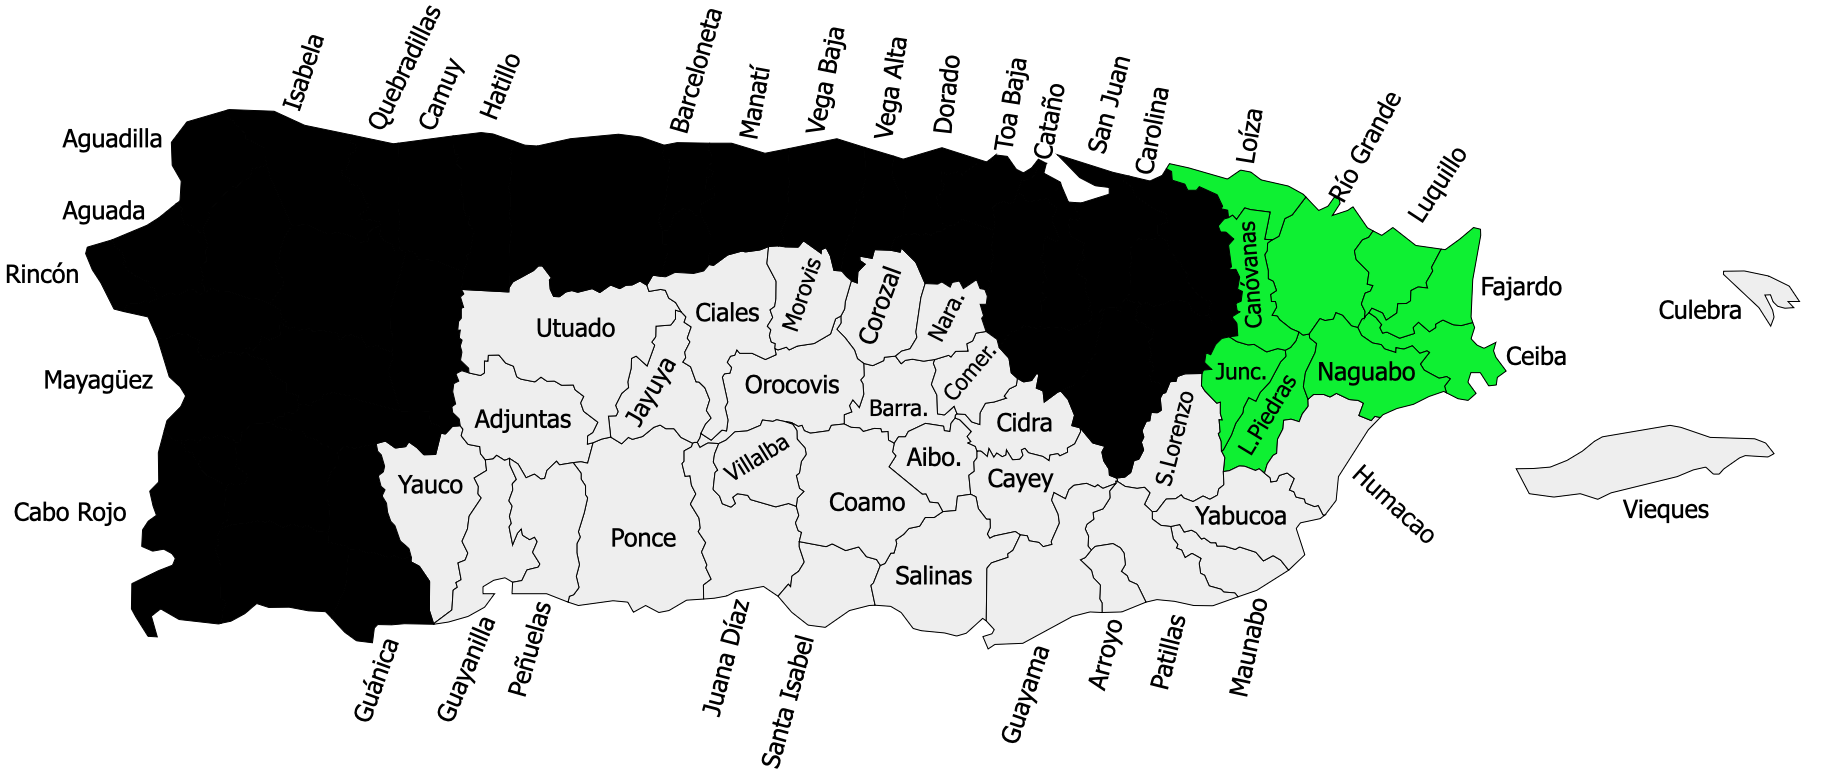 Isabela
Quebradillas
Camuy
Hatillo
Barceloneta
Manatí
Vega Baja
Vega Alta
Dorado
Toa Baja
Cataño
San Juan
Carolina
Loíza
Río Grande
Luquillo
Aguadilla
Aguada
Rincón
Mayagüez
Cabo Rojo
Utuado
Ciales
Morovis
Corozal
Nara.
Canóvanas
Fajardo
Culebra
Adjuntas
Jayuya
Orocovis
Barra.
Comer.
Cidra
S.Lorenzo
Junc.
L.Piedras
Naguabo
Ceiba
Yauco
Villalba
Aibo.
Cayey
Coamo
Ponce
Salinas
Yabucoa
Humacao
Vieques
Guánica
Guayanilla
Peñuelas
Juana Díaz
Santa Isabel
Guayama
Arroyo
Patillas
Maunabo